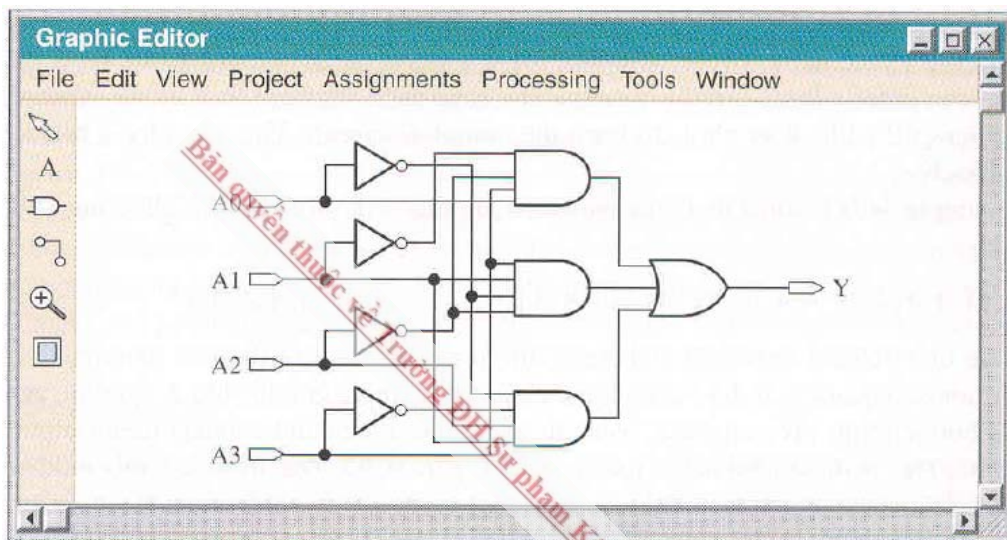 Graphic Editor
File Edit View Project Assignments Processing Tools Window
A
A0
A1
A2
A3
Y
Bản quyền thuộc về Trường ĐH Sư phạm K